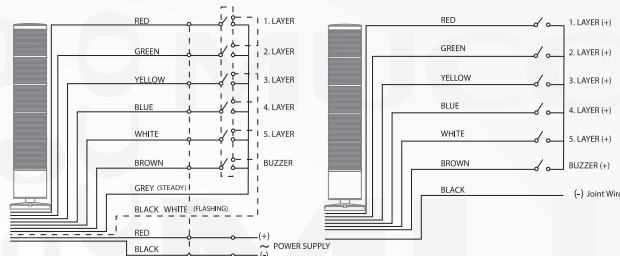 RED
1. LAYER
GREEN
2. LAYER
YELLOW
3. LAYER
BLUE
4. LAYER
WHITE
5. LAYER
BROWN
BUZZER
GREY (STEADY)
BLACK WHITE (FLASHING)
RED
(+)
~ POWER SUPPLY
BLACK
(-)
RED
1. LAYER (+)
GREEN
2. LAYER (+)
YELLOW
3. LAYER (+)
BLUE
4. LAYER (+)
WHITE
5. LAYER (+)
BROWN
BUZZER (+)
BLACK
(-) Joint Wire